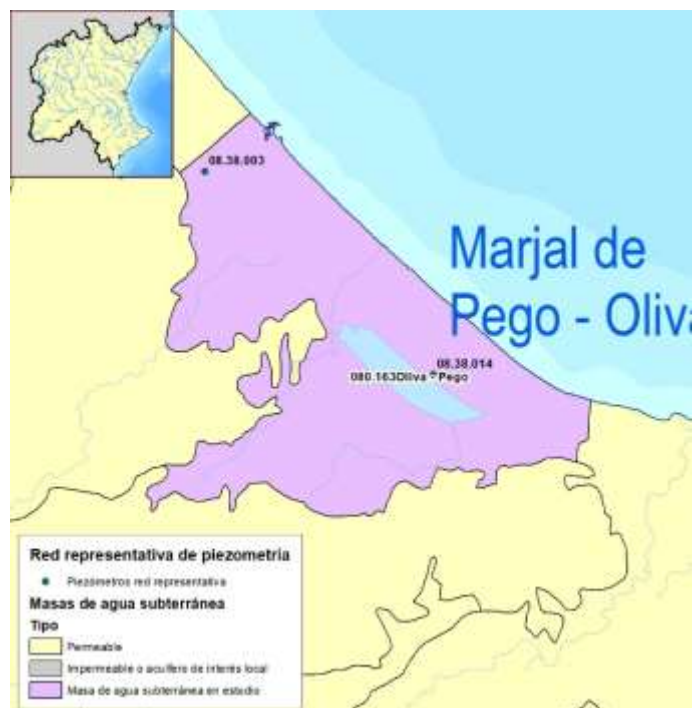 08.38.003
Marjal de
Pego - Oliva
08.38.014
080.163Oliva Pego
Red representativa de piezometría
Piezómetros red representativa
Masas de agua subterránea
Tipo
Permeable
Impermeable o acuífero de interés local
Masa de agua subterránea en estudio